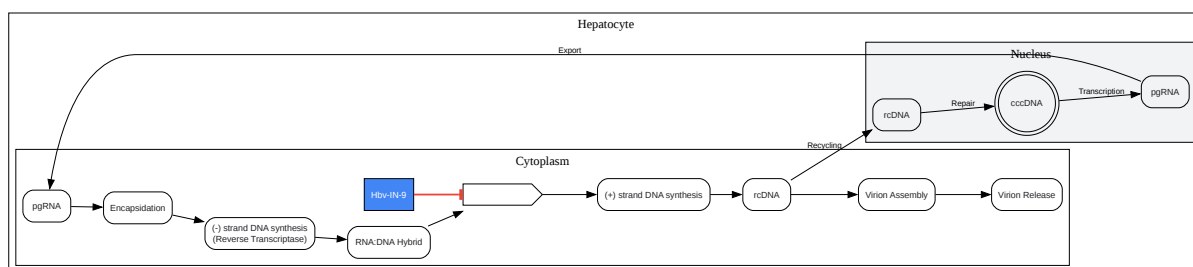 Hepatocyte
Export
Nucleus
rcDNA
Repair
cccDNA
Transcription
pgRNA
Recycling
Cytoplasm
pgRNA
Encapsidation
(-) strand DNA synthesis
(Reverse Transcriptase)
RNA:DNA Hybrid
Hbv-IN-9
(+) strand DNA synthesis
rcDNA
Virion Assembly
Virion Release